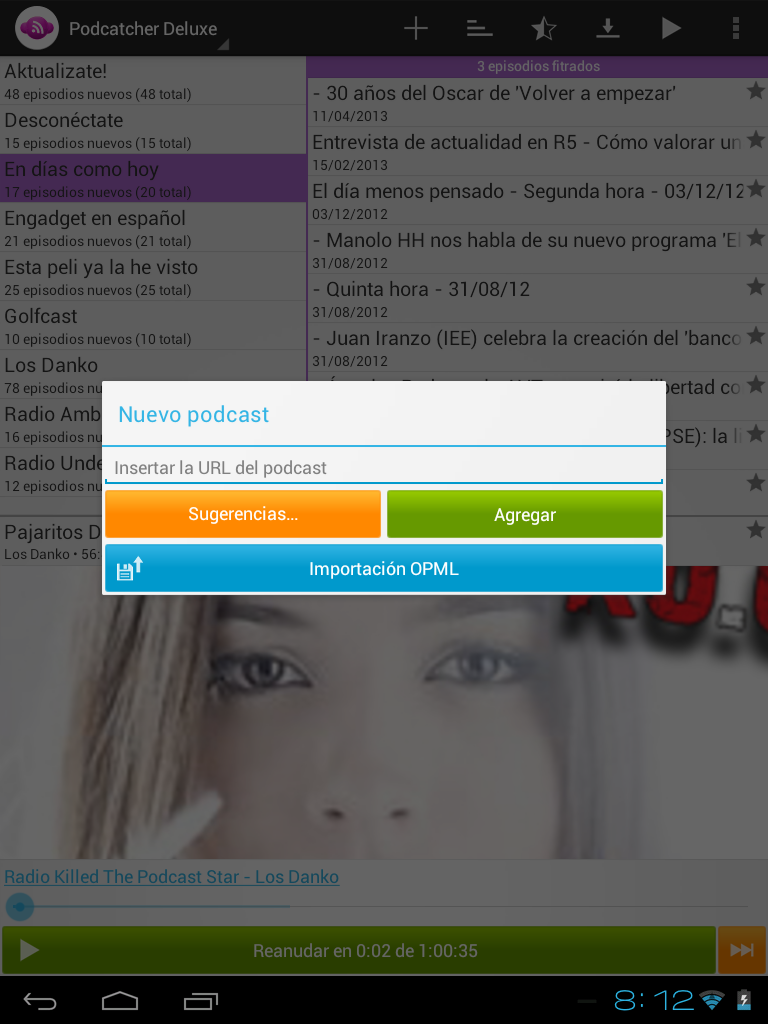 Podcatcher Deluxe
Aktualizate!
48 episodios nuevos (48 total)
Desconéctate
15 episodios nuevos (15 total)
En días como hoy
17 episodios nuevos (20 total)
Engadget en español
21 episodios nuevos (21 total)
Esta peli ya la he visto
25 episodios nuevos (25 total)
Golfcast
10 episodios nuevos (10 total)
Los Danko
78 episodios nuevos
Radio Amb
16 episodios nu
Radio Unde
12 episodios nu
3 episodios fitrados
- 30 años del Oscar de 'Volver a empezar'
11/04/2013
Entrevista de actualidad en R5 - Cómo valorar un
15/02/2013
El día menos pensado - Segunda hora - 03/12/12
03/12/2012
- Manolo HH nos habla de su nuevo programa 'El
31/08/2012
- Quinta hora - 31/08/12
31/08/2012
- Juan Iranzo (IEE) celebra la creación del 'banco
31/08/2012
libertad co
PSE): la li
Nuevo podcast
Insertar la URL del podcast
Sugerencias...
Agregar
Importación OPML
Pajaritos D
Los Danko • 56:
Radio Killed The Podcast Star - Los Danko
Reanudar en 0:02 de 1:00:35
8:12